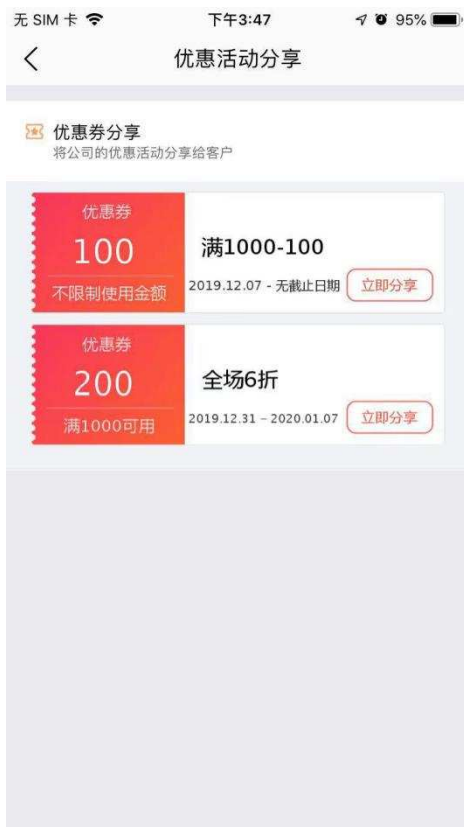 无 SIM 卡 下午3:47 95%
优惠活动分享
优惠券分享
将公司的优惠活动分享给客户
优惠券
100
不限制使用金额
满1000-100
2019.12.07 - 无截止日期
立即分享
优惠券
200
满1000可用
全场6折
2019.12.31 – 2020.01.07
立即分享